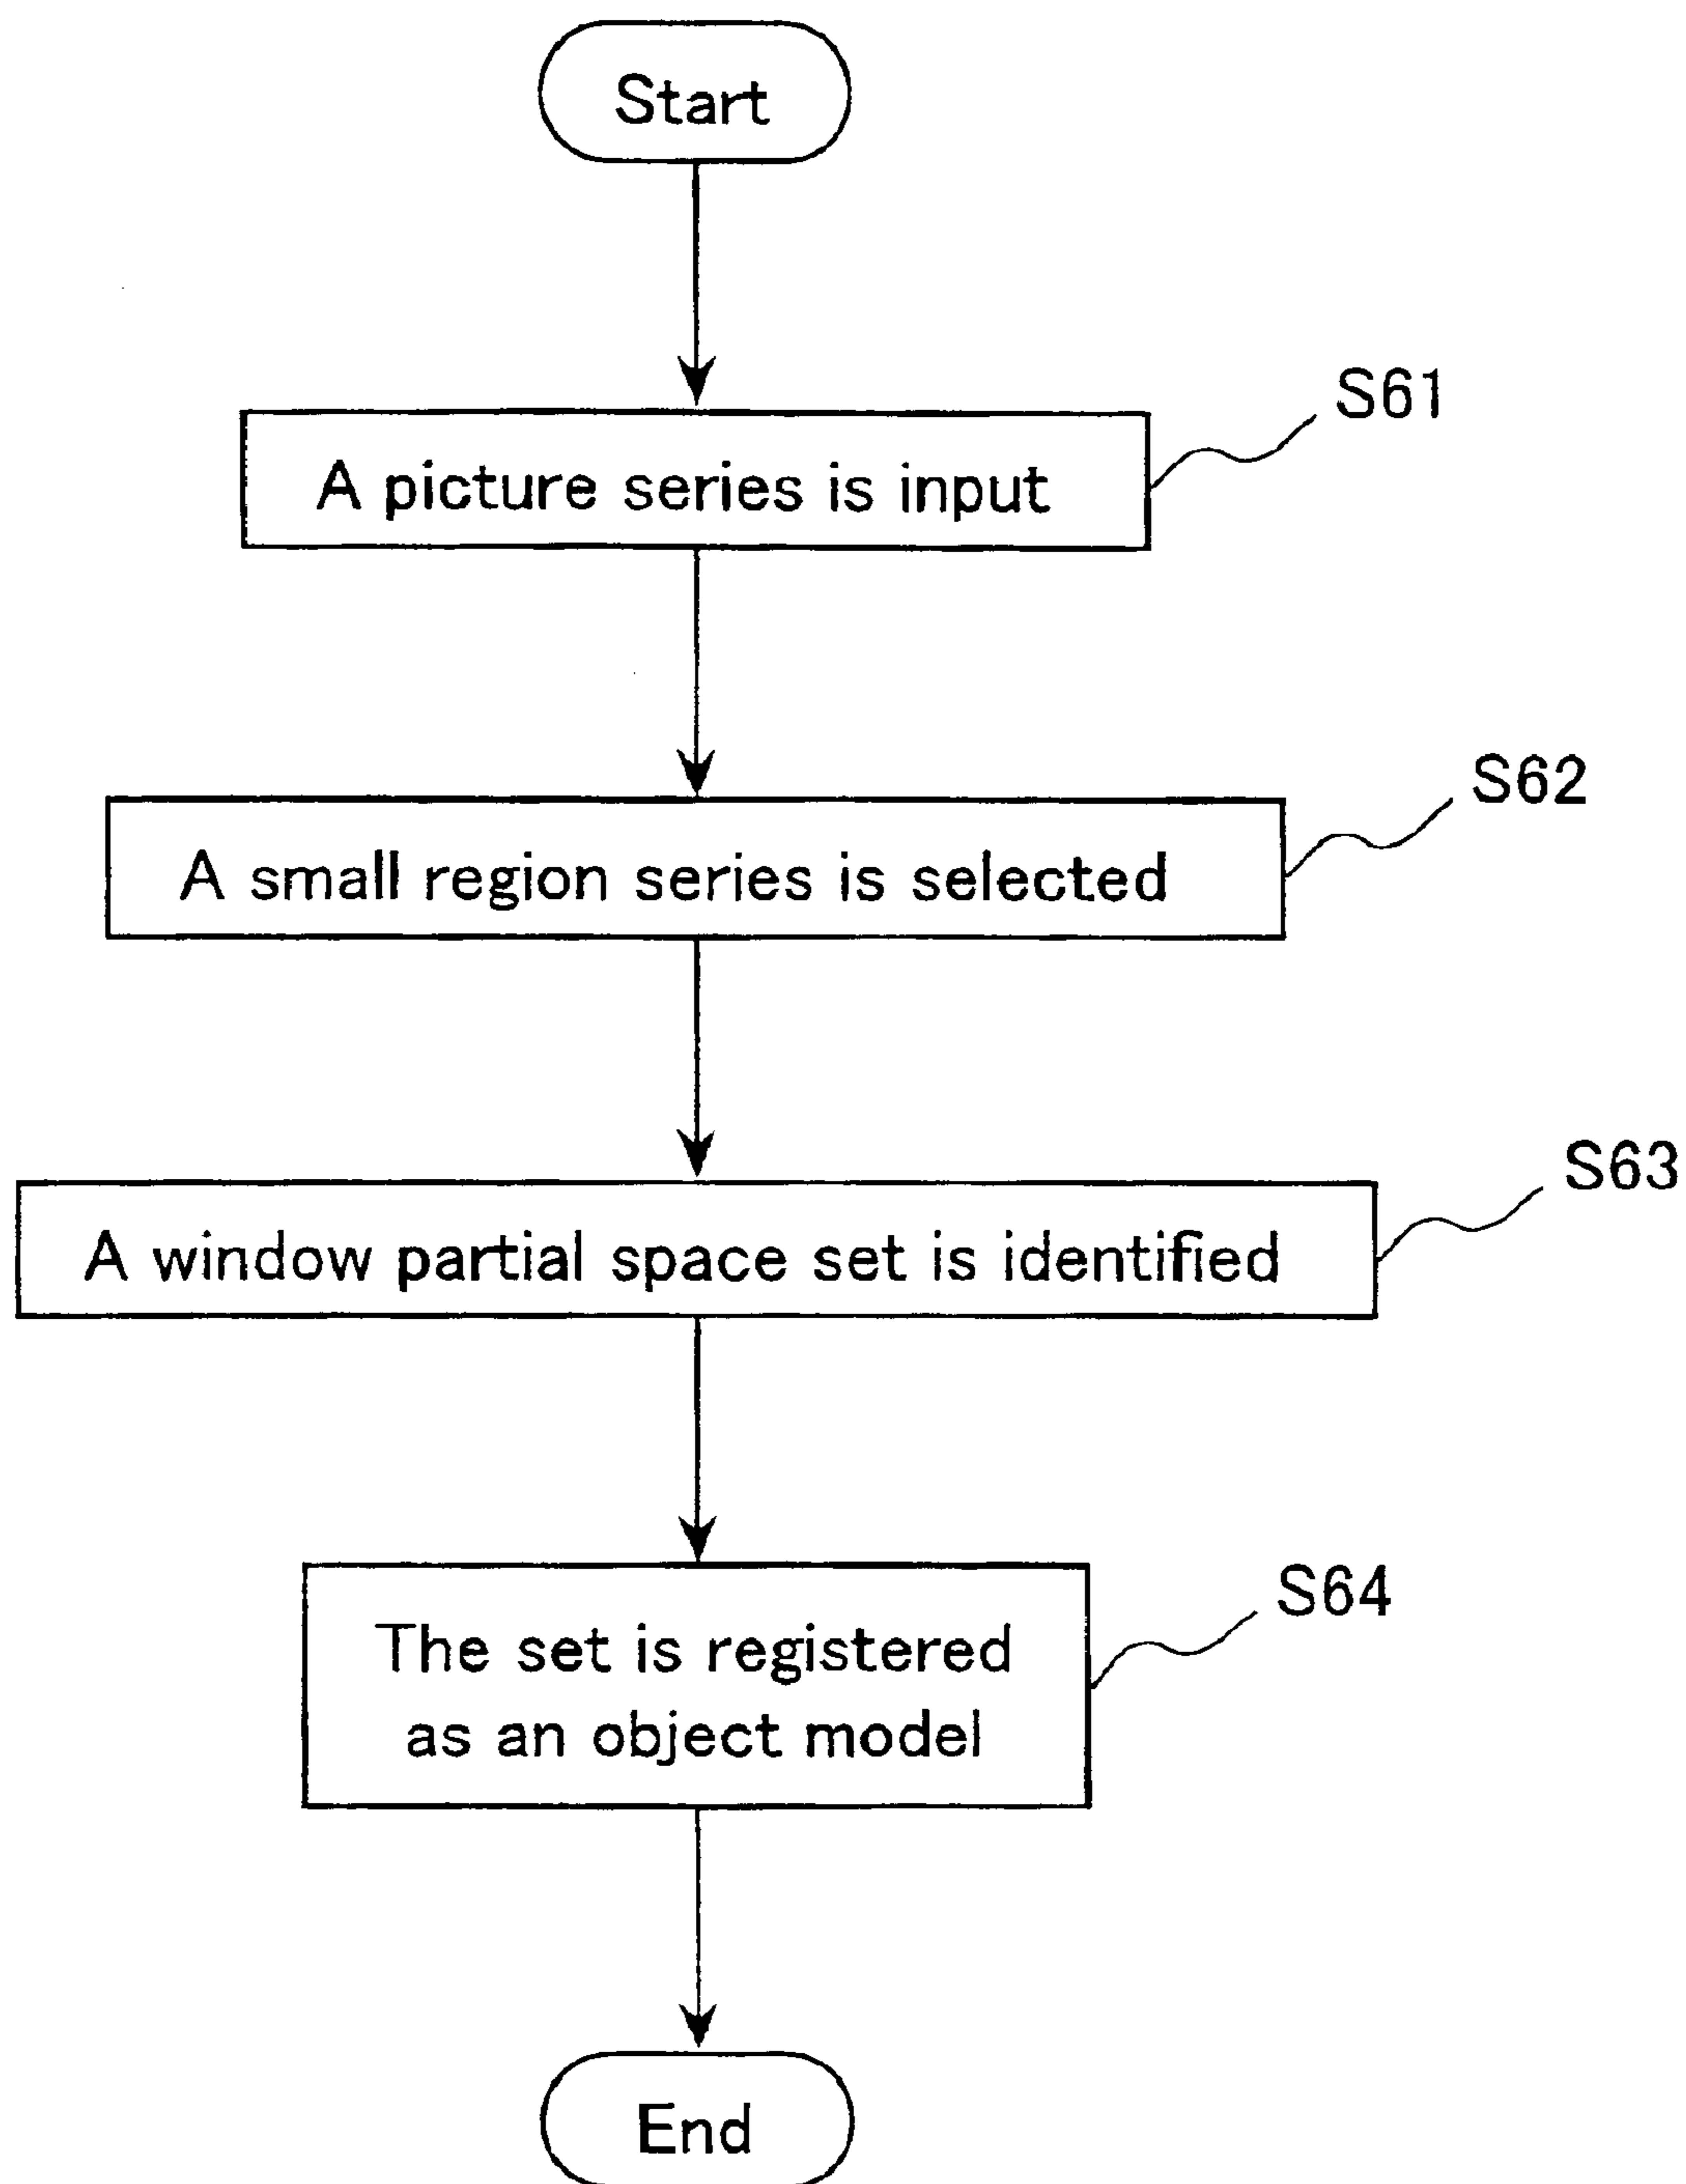 Start
S61
A picture series is input
S62
A small region series is selected
S63
A window partial space set is identified
S64
The set is registered
as an object model
End